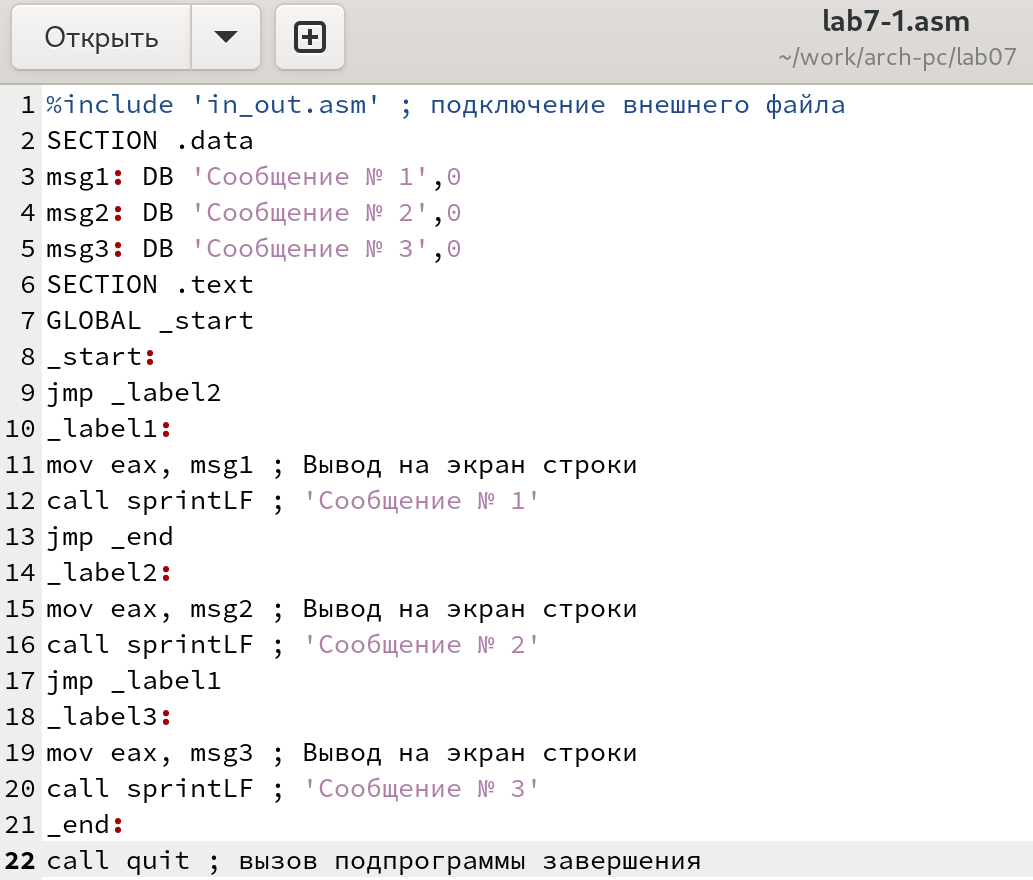 Открыть
lab7-1.asm
~/work/arch-pc/lab07
1 %include 'in_out.asm' ; подключение внешнего файла
2 SECTION .data
3 msg1: DB 'Сообщение № 1',0
4 msg2: DB 'Сообщение № 2',0
5 msg3: DB 'Сообщение № 3',0
6 SECTION .text
7 GLOBAL _start
8 _start:
9 jmp _label2
10 _label1:
11 mov eax, msg1 ; Вывод на экран строки
12 call sprintLF ; 'Сообщение № 1'
13 jmp _end
14 _label2:
15 mov eax, msg2 ; Вывод на экран строки
16 call sprintLF ; 'Сообщение № 2'
17 jmp _label1
18 _label3:
19 mov eax, msg3 ; Вывод на экран строки
20 call sprintLF ; 'Сообщение № 3'
21 _end:
22 call quit ; вызов подпрограммы завершения